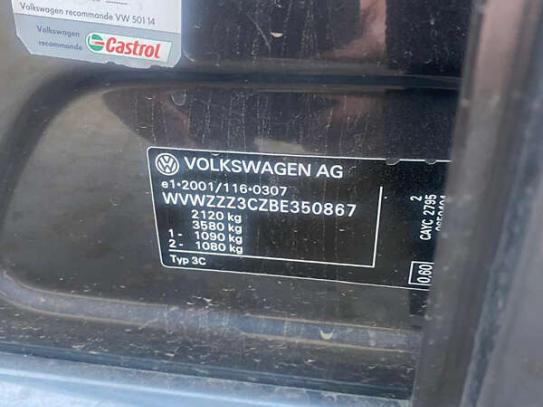 Volkswagen recommande VW 501 14
Volkswagen
recommande
Castrol
VOLKSWAGEN AG
e1*2001/116*0307
WVWZZZ3CZBE350867
2120 kg
3580 kg
1 - 1090 kg
2 - 1080 kg
Typ 3C
CAYC 2795
2
0,60